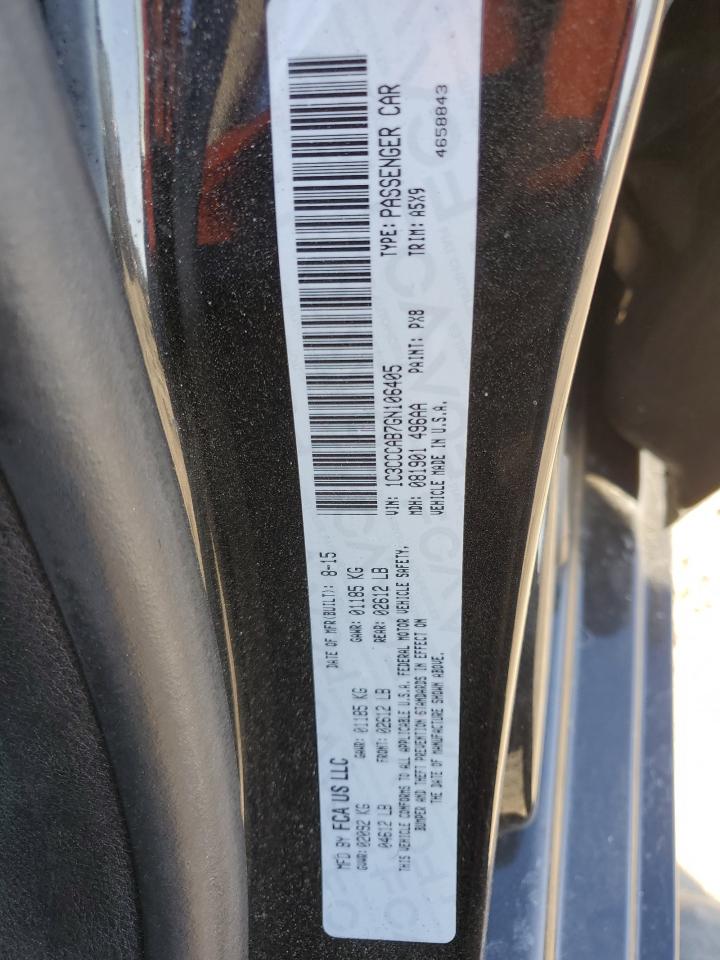 MFD BY FCA US LLC
DATE OF MFR(BUILT): 8-15
GVWR: 02092 KG
GAWR: 01185 KG
GAWR: 01185 KG
04612 LB
FRONT: 02612 LB
REAR: 02612 LB
THIS VEHICLE CONFORMS TO ALL APPLICABLE U.S.A. FEDERAL MOTOR VEHICLE SAFETY,
BUMPER AND THEFT PREVENTION STANDARDS IN EFFECT ON
THE DATE OF MANUFACTURE SHOWN ABOVE.
VIN: 1C3CCCAB7GN106405
TYPE: PASSENGER CAR
MDH: 081901 496AA
PAINT: PX8
TRIM: A5X9
VEHICLE MADE IN U.S.A.
4658843